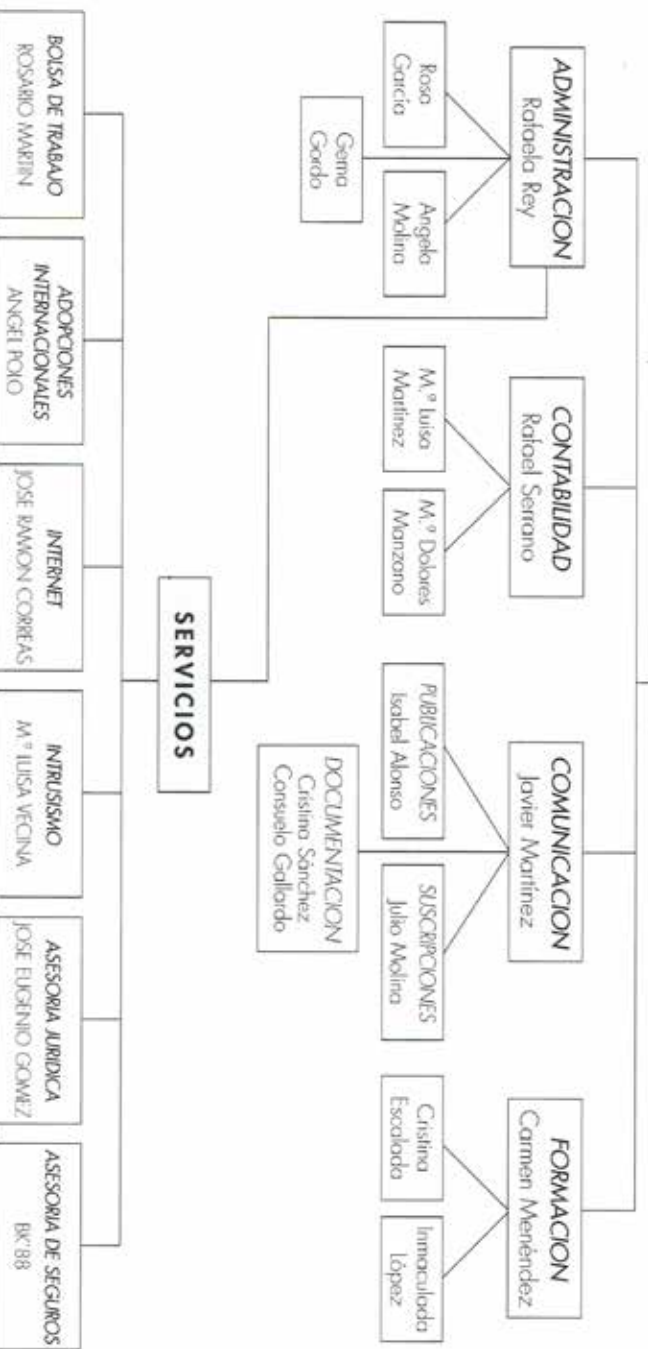 ADMINISTRACION
Rafaela Rey
Rosa
García
Gema
Gordo
Angela
Molina
CONTABILIDAD
Rafael Serrano
M.ª Luisa
Martínez
M.ª Dolores
Manzano
COMUNICACION
Javier Martínez
PUBLICACIONES
Isabel Alonso
DOCUMENTACION
Cristina Sánchez
Consuelo Gallardo
SUSCRIPCIONES
Julio Molina
FORMACION
Carmen Menéndez
Cristina
Escalada
Inmaculada
López
SERVICIOS
BOLSA DE TRABAJO
ROSARIO MARTIN
ADOPCIONES
INTERNACIONALES
ANGEL POLO
INTERNET
JOSE RAMON CORREAS
INTRUSISMO
M.ª LUISA VECINA
ASESORIA JURIDICA
JOSE EUGENIO GOMEZ
ASESORIA DE SEGUROS
BK'88